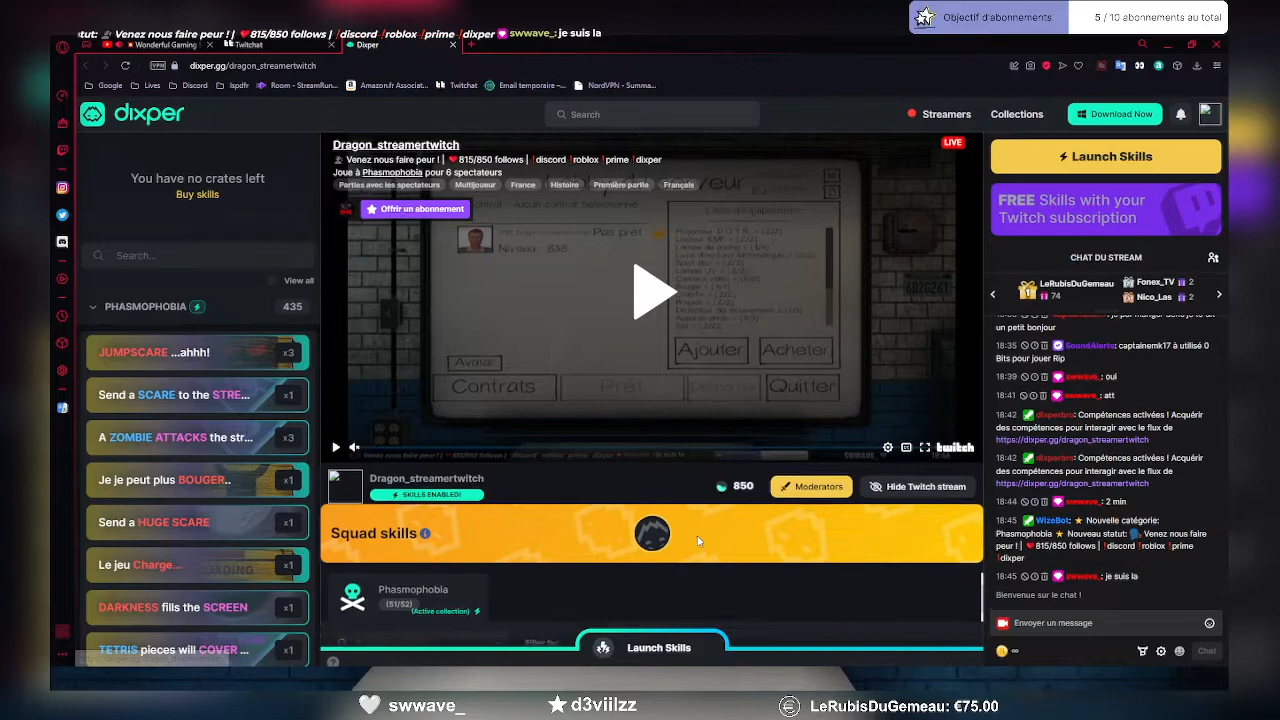 Objectif d'abonnements
5 / 10 abonnements au total
Venez nous faire peur ! | 815/850 follows | !discord !roblox !prime !dixper swwave_: je suis la
Wonderful Gaming
Twitchat
Dixper
VPN
dixper.gg/dragon_streamertwitch
Google
Lives
Discord
Ispdfr
Room - StreamRun...
Amazon.fr Associat...
Twitchat
Email temporaire –...
NordVPN - Summa...
dixper
Search
Streamers
Collections
Download Now
You have no crates left
Buy skills
Search...
View all
PHASMOPHOBIA
435
JUMPSCARE ...ahhh!
x3
Send a SCARE to the STRE...
x1
A ZOMBIE ATTACKS the str...
x3
Je je peut plus BOUGER..
x1
Send a HUGE SCARE
x1
Le jeu Charge...
x1
DARKNESS fills the SCREEN
x1
TETRIS pieces will COVER ...
x1
Dragon_streamertwitch
LIVE
Venez nous faire peur ! | 815/850 follows | !discord !roblox !prime !dixper
Joue à Phasmophobia pour 6 spectateurs
Parties avec les spectateurs
Multijoueur
France
Histoire
Première partie
Français
Offrir un abonnement
Pas prêt
Niveau : 838
Ajouter
Acheter
Contrats
Prêt
Quitter
twitch
Dragon_streamertwitch
SKILLS ENABLED!
850
Moderators
Hide Twitch stream
Squad skills
Phasmophobia
(51/52)
(Active collection)
Launch Skills
Launch Skills
FREE Skills with your
Twitch subscription
CHAT DU STREAM
LeRubisDuGemeau
74
Fonex_TV 2
Nico_Las 2
un petit bonjour
18:35 SoundAlerts: captainemk17 à utilisé 0
Bits pour jouer Rip
18:39 swwave_: oui
18:41 swwave_: att
18:42 dixperbro: Compétences activées ! Acquérir
des compétences pour interagir avec le flux de
https://dixper.gg/dragon_streamertwitch
18:42 dixperbro: Compétences activées ! Acquérir
des compétences pour interagir avec le flux de
https://dixper.gg/dragon_streamertwitch
18:44 swwave_: 2 min
18:45 WizeBot: Nouvelle catégorie:
Phasmophobia Nouveau statut: Venez nous faire
peur ! | 815/850 follows | !discord !roblox !prime
!dixper
18:45 swwave_: je suis la
Bienvenue sur le chat !
Envoyer un message
∞
Chat
swwave_
d3viilzz
LeRubisDuGemeau: €75.00